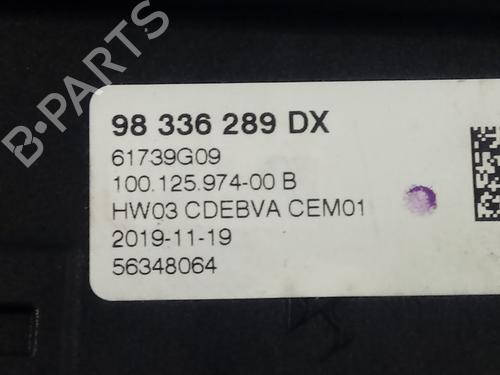 B-PARTS
98 336 289 DX
61739G09
100.125.974-00 B
HW03 CDEBVA CEM01
2019-11-19
56348064